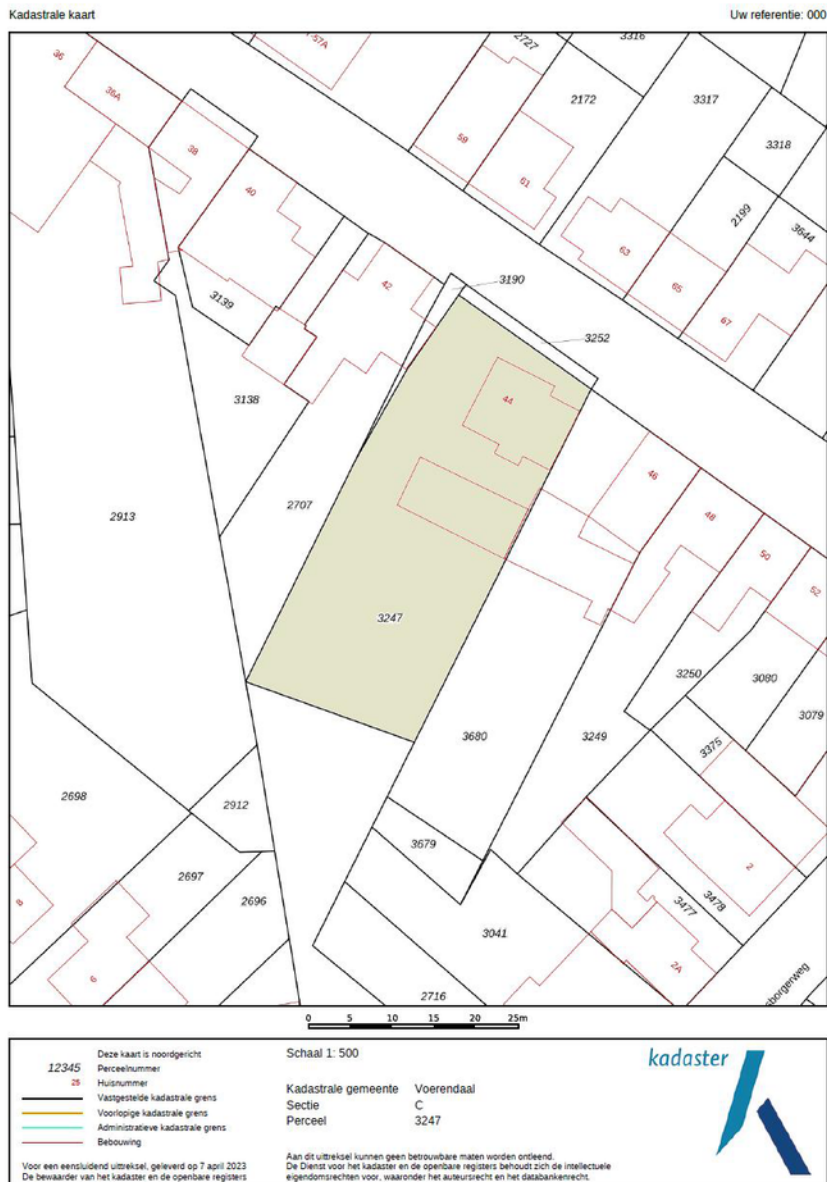 Kadastrale kaart
Uw referentie: 000
36
36A
38
40
42
3139
3138
2913
2707
2727
3316
2172
3317
3318
59
61
63
65
67
2199
3644
3190
3252
44
46
48
50
52
3247
3680
3249
3250
3080
3079
3375
2698
2912
2697
2696
3679
3041
2716
3477
3478
2
2A
8
6
0 5 10 15 20 25m
Deze kaart is noordgericht
12345 Perceelnummer
25 Huisnummer
Vastgestelde kadastrale grens
Voorlopige kadastrale grens
Administratieve kadastrale grens
Bebouwing
Voor een eensluidend uittreksel, geleverd op 7 april 2023
De bewaarder van het kadaster en de openbare registers
Schaal 1: 500
Kadastrale gemeente Voerendaal
Sectie C
Perceel 3247
Aan dit uittreksel kunnen geen betrouwbare maten worden ontleend.
De Dienst voor het kadaster en de openbare registers behoudt zich de intellectuele
eigendomsrechten voor, waaronder het auteursrecht en het databankenrecht.
kadaster